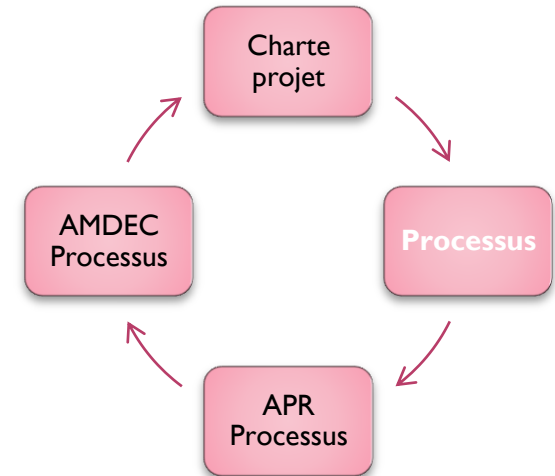 Charte
projet
Processus
APR
Processus
AMDEC
Processus